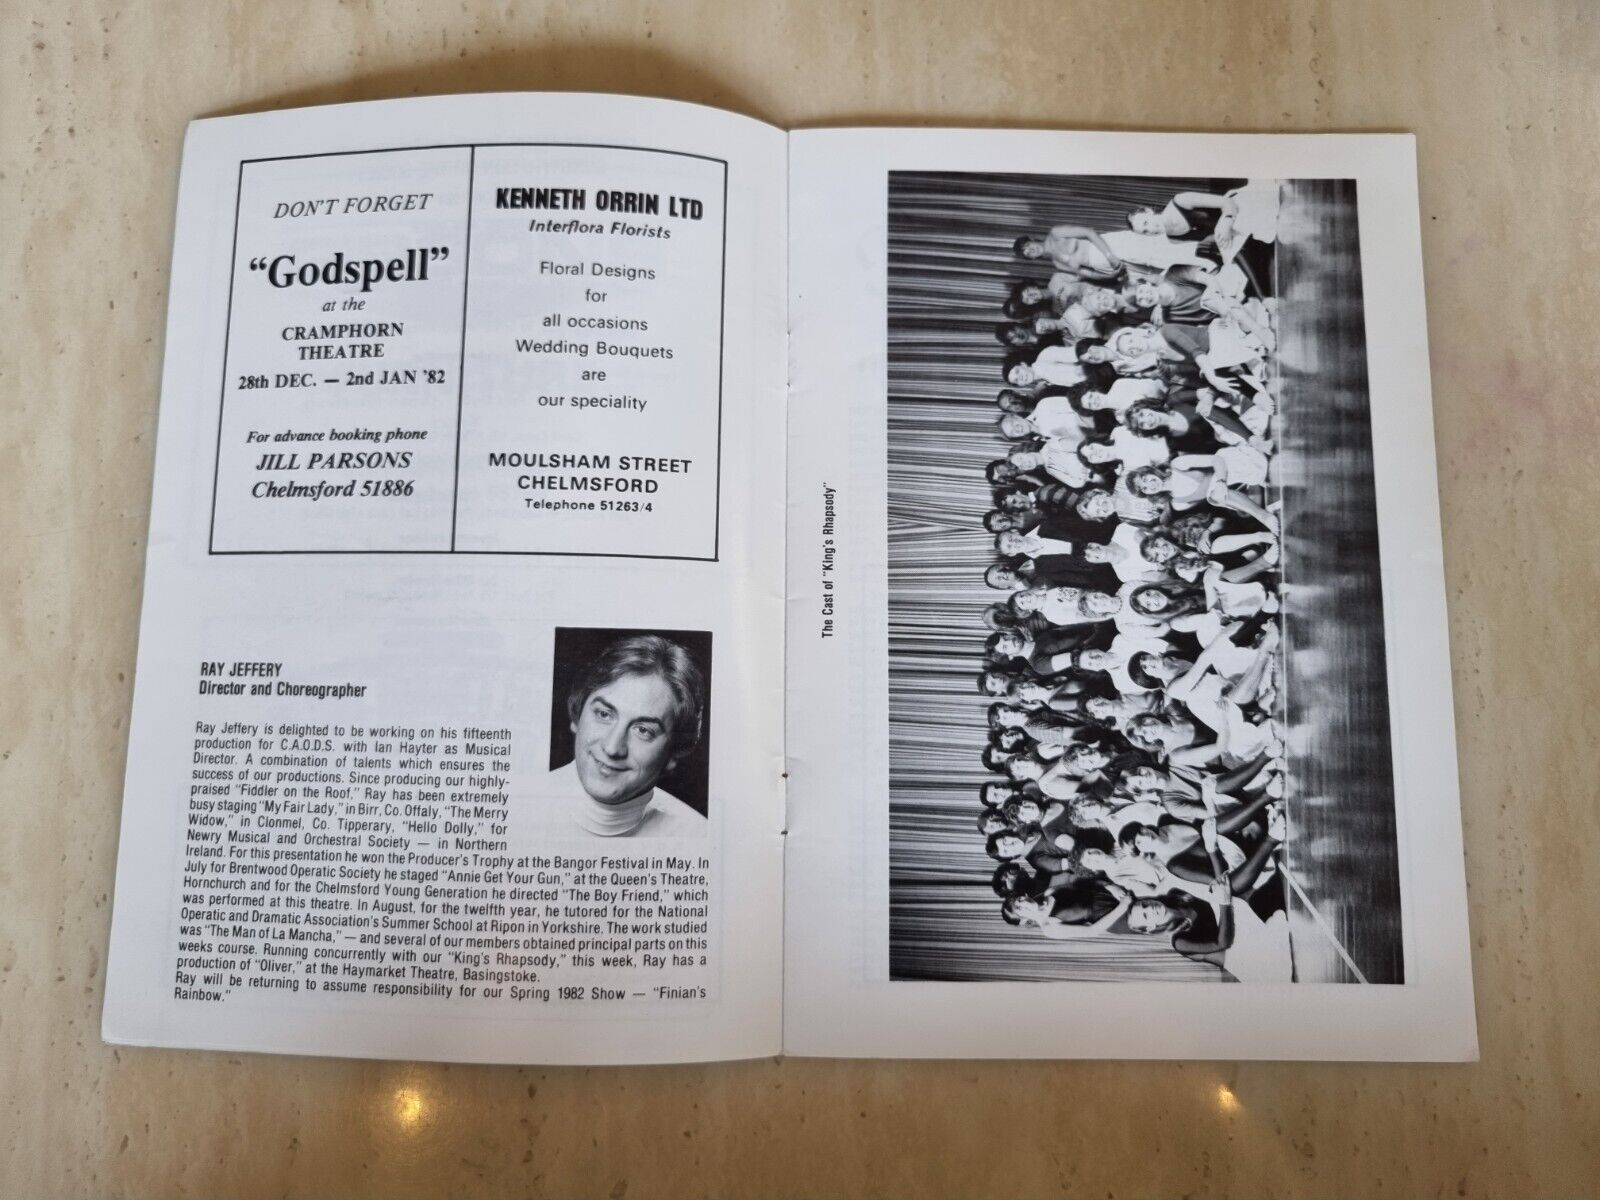 DON'T FORGET
“Godspell”
at the
CRAMPHORN
THEATRE
28th DEC. — 2nd JAN '82
For advance booking phone
JILL PARSONS
Chelmsford 51886
KENNETH ORRIN LTD
Interflora Florists
Floral Designs
for
all occasions
Wedding Bouquets
are
our speciality
MOULSHAM STREET
CHELMSFORD
Telephone 51263/4
RAY JEFFERY
Director and Choreographer
Ray Jeffery is delighted to be working on his fifteenth
production for C.A.O.D.S. with Ian Hayter as Musical
Director. A combination of talents which ensures the
success of our productions. Since producing our highly-
praised “Fiddler on the Roof,” Ray has been extremely
busy staging “My Fair Lady,” in Birr, Co. Offaly, “The Merry
Widow,” in Clonmel, Co. Tipperary, “Hello Dolly,” for
Newry Musical and Orchestral Society — in Northern
Ireland. For this presentation he won the Producer's Trophy at the Bangor Festival in May. In
July for Brentwood Operatic Society he staged “Annie Get Your Gun,” at the Queen's Theatre,
Hornchurch and for the Chelmsford Young Generation he directed “The Boy Friend,” which
was performed at this theatre. In August, for the twelfth year, he tutored for the National
Operatic and Dramatic Association's Summer School at Ripon in Yorkshire. The work studied
was “The Man of La Mancha,” — and several of our members obtained principal parts on this
weeks course. Running concurrently with our “King's Rhapsody,” this week, Ray has a
production of “Oliver,” at the Haymarket Theatre, Basingstoke.
Ray will be returning to assume responsibility for our Spring 1982 Show — “Finian's
Rainbow.”
The Cast of “King's Rhapsody”